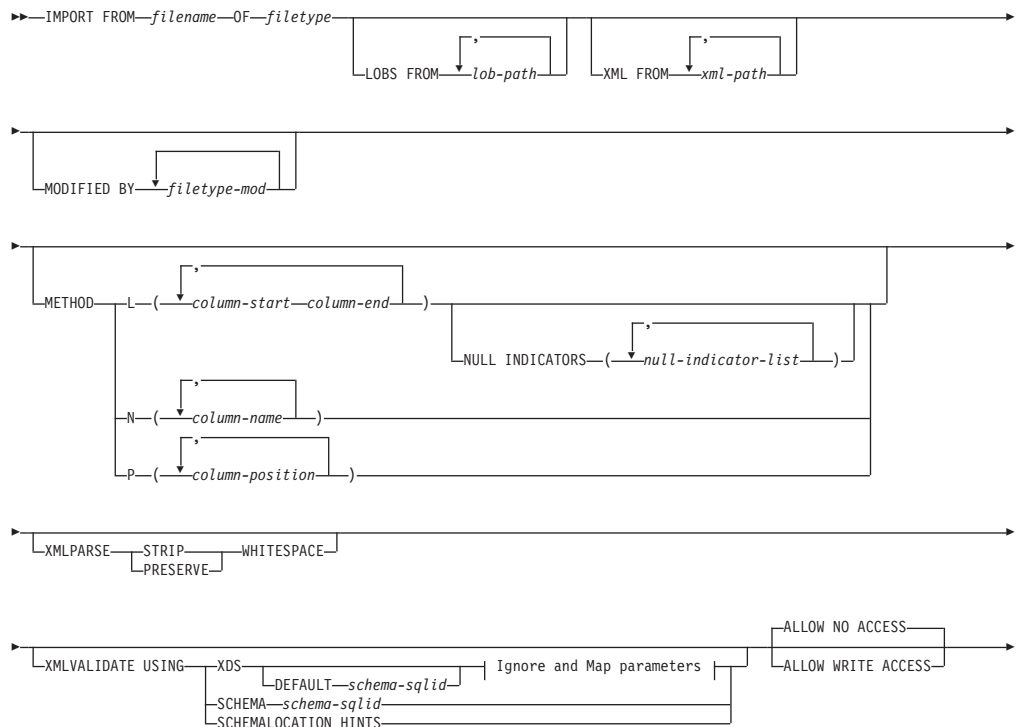 IMPORT FROM filename OF filetype
, ,
LOBS FROM lob-path XML FROM xml-path
MODIFIED BY filetype-mod
,
METHOD L ( column-start column-end )
,
NULL INDICATORS ( null-indicator-list )
,
N ( column-name )
,
P ( column-position )
XMLPARSE STRIP WHITESPACE
PRESERVE
ALLOW NO ACCESS
XMLVALIDATE USING XDS Ignore and Map parameters ALLOW WRITE ACCESS
DEFAULT schema-sqlid
SCHEMA schema-sqlid
SCHEMALOCATION HINTS